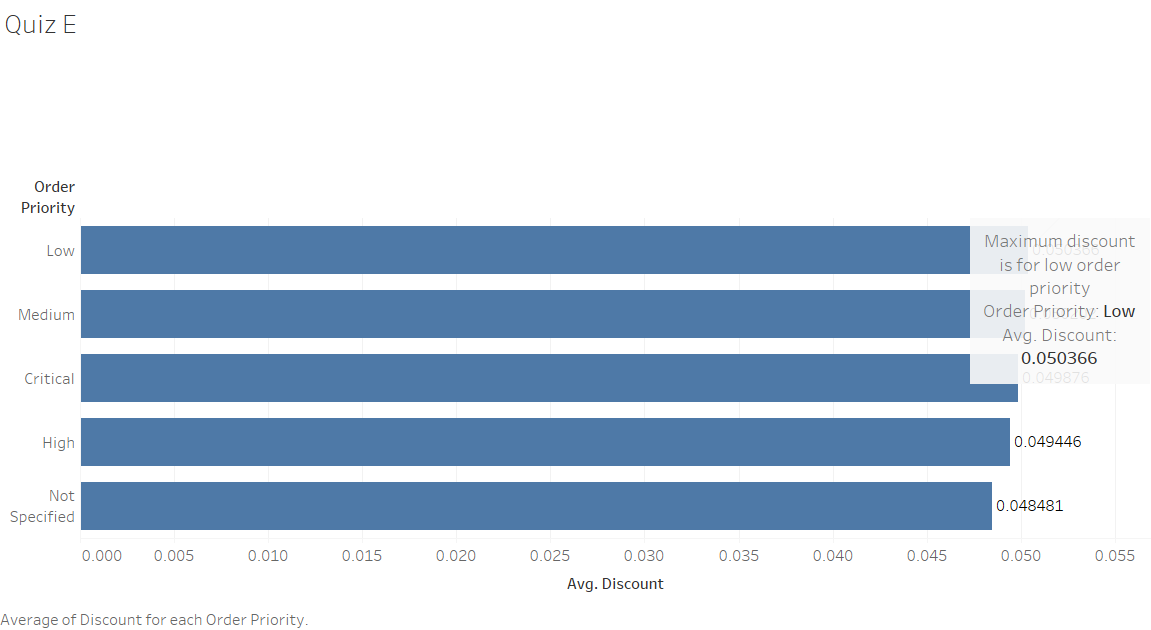 Quiz E
Order
Priority
Low
Medium
Critical
High
Not
Specified
Maximum discount
is for low order
priority
Order Priority: Low
Avg. Discount:
0.050366
0.050366
0.049876
0.049446
0.048481
0.000 0.005 0.010 0.015 0.020 0.025 0.030 0.035 0.040 0.045 0.050 0.055
Avg. Discount
Average of Discount for each Order Priority.